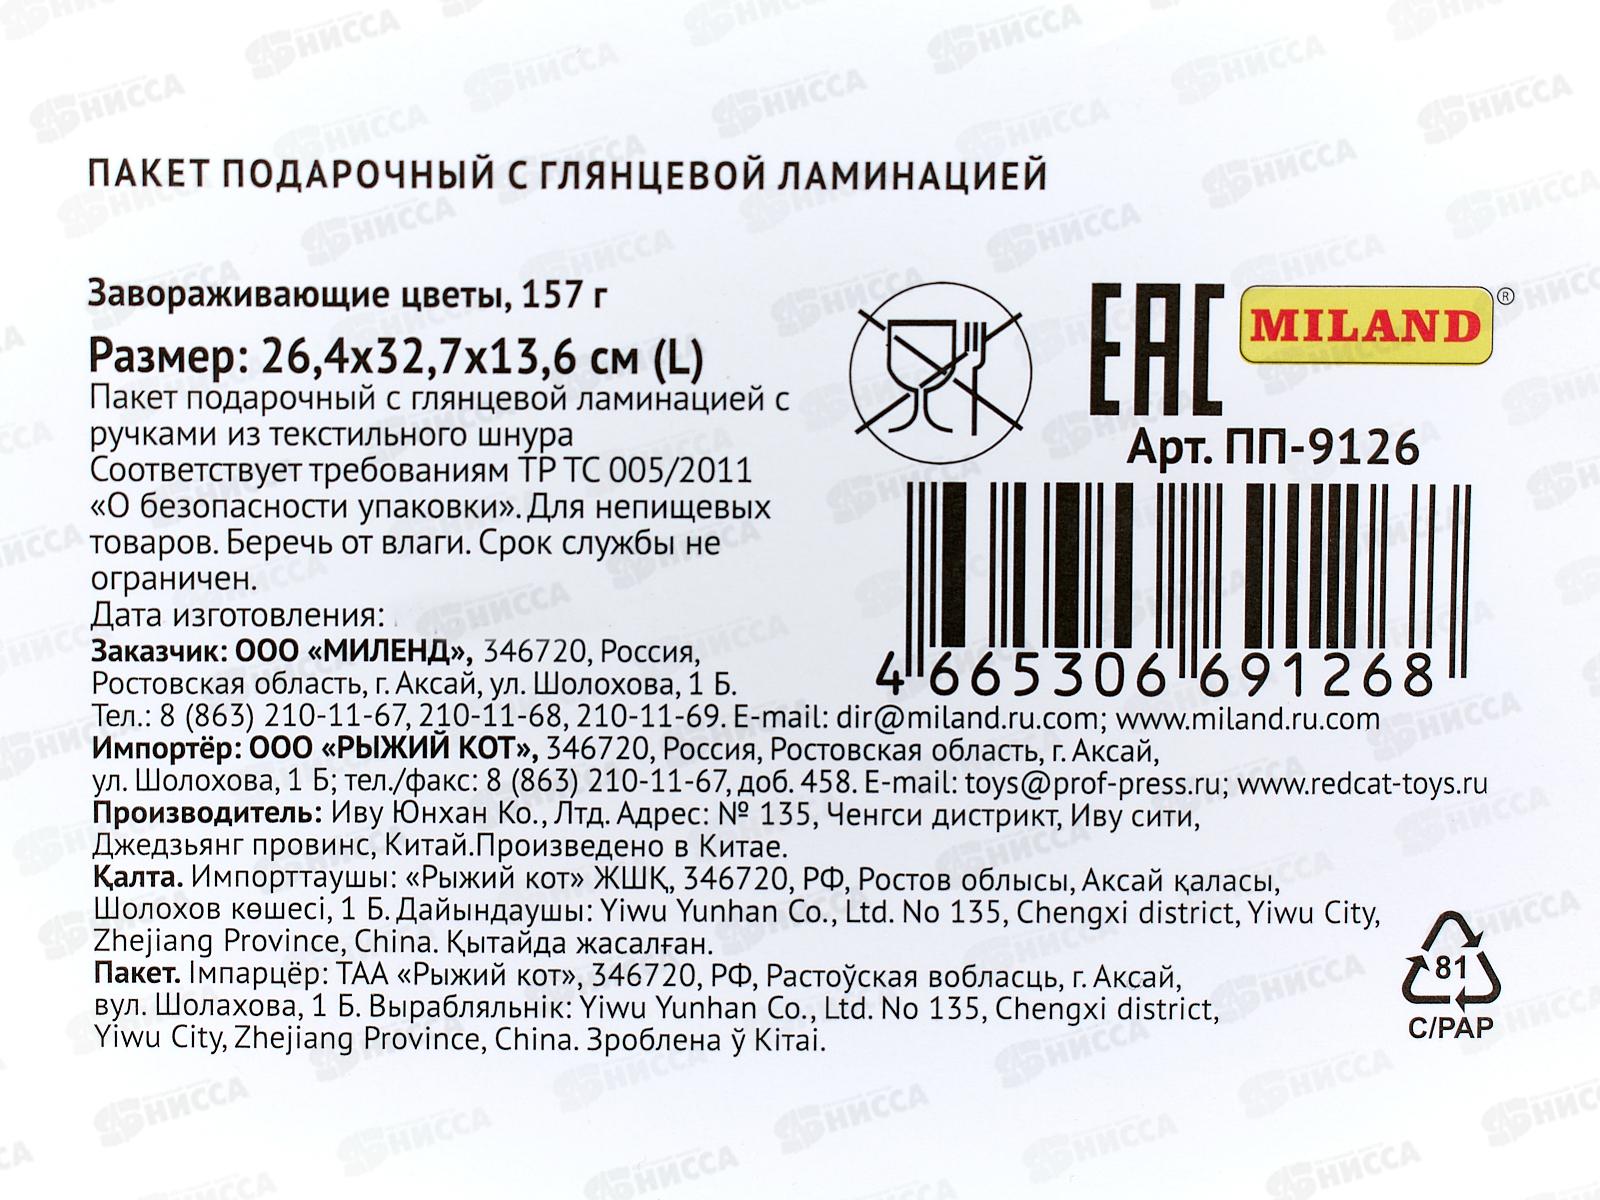 ПАКЕТ ПОДАРОЧНЫЙ С ГЛЯНЦЕВОЙ ЛАМИНАЦИЕЙ
Завораживающие цветы, 157 г
Размер: 26,4х32,7х13,6 см (L)
Пакет подарочный с глянцевой ламинацией с
ручками из текстильного шнура
Соответствует требованиям ТР ТС 005/2011
«О безопасности упаковки». Для непищевых
товаров. Беречь от влаги. Срок службы не
ограничен.
Дата изготовления:
EAC
MILAND ®
Арт. ПП-9126
4 665306 691268
Заказчик: ООО «МИЛЕНД», 346720, Россия,
Ростовская область, г. Аксай, ул. Шолохова, 1 Б.
Тел.: 8 (863) 210-11-67, 210-11-68, 210-11-69. E-mail: dir@miland.ru.com; www.miland.ru.com
Импортёр: ООО «РЫЖИЙ КОТ», 346720, Россия, Ростовская область, г. Аксай,
ул. Шолохова, 1 Б; тел./факс: 8 (863) 210-11-67, доб. 458. E-mail: toys@prof-press.ru; www.redcat-toys.ru
Производитель: Иву Юнхан Ко., Лтд. Адрес: № 135, Ченгси дистрикт, Иву сити,
Джедзьянг провинс, Китай.Произведено в Китае.
Қалта. Импорттаушы: «Рыжий кот» ЖШҚ, 346720, РФ, Ростов облысы, Аксай қаласы,
Шолохов көшесі, 1 Б. Дайындаушы: Yiwu Yunhan Co., Ltd. No 135, Chengxi district, Yiwu City,
Zhejiang Province, China. Қытайда жасалған.
Пакет. Імпарцёр: ТАА «Рыжий кот», 346720, РФ, Растоўская вобласць, г. Аксай,
вул. Шолахова, 1 Б. Вырабляльнік: Yiwu Yunhan Co., Ltd. No 135, Chengxi district,
Yiwu City, Zhejiang Province, China. Зроблена ў Кітаі.
81
C/PAP